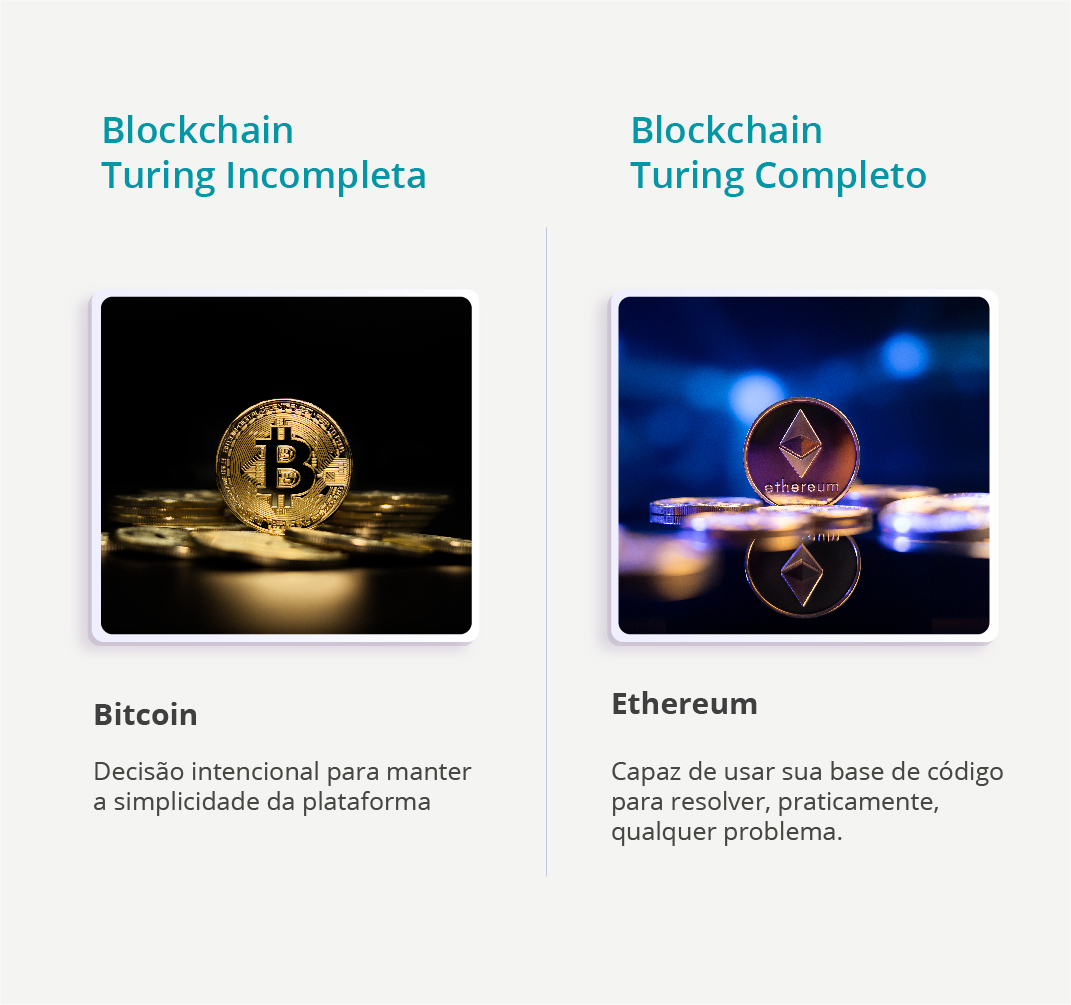 Blockchain
Turing Incompleta
Bitcoin
Decisão intencional para manter
a simplicidade da plataforma
Blockchain
Turing Completo
ethereum
Ethereum
Capaz de usar sua base de código
para resolver, praticamente,
qualquer problema.